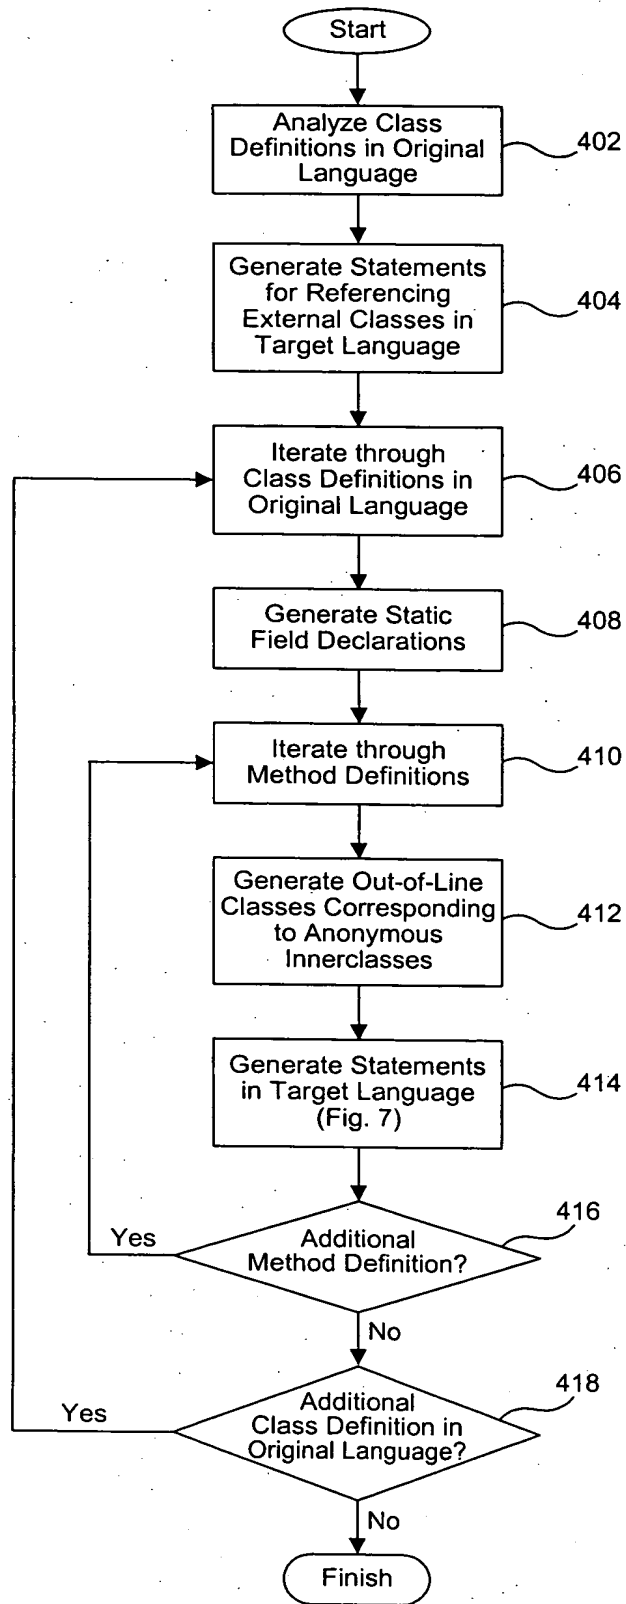 Start
Analyze Class
Definitions in Original
Language
402
Generate Statements
for Referencing
External Classes in
Target Language
404
Iterate through
Class Definitions in
Original Language
406
Generate Static
Field Declarations
408
Iterate through
Method Definitions
410
Generate Out-of-Line
Classes Corresponding
to Anonymous
Innerclasses
412
Generate Statements
in Target Language
(Fig. 7)
414
Additional
Method Definition?
416
Yes
No
Additional
Class Definition in
Original Language?
418
Yes
No
Finish